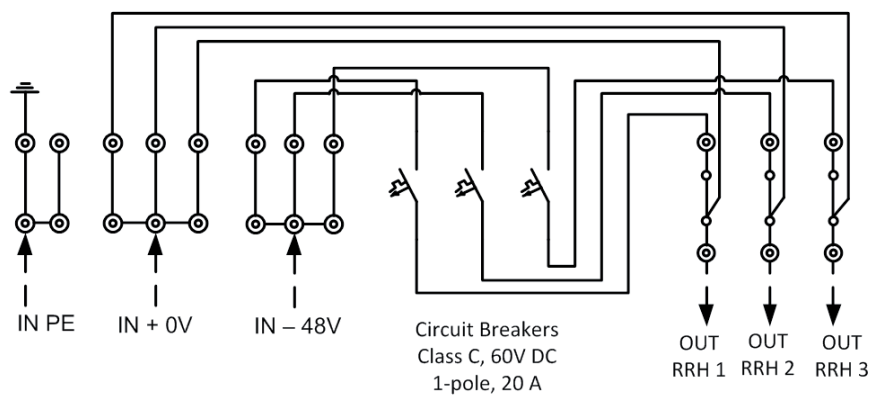 IN PE
IN + 0V
IN – 48V
Circuit Breakers
Class C, 60V DC
1-pole, 20 A
OUT
RRH 1
OUT
RRH 2
OUT
RRH 3